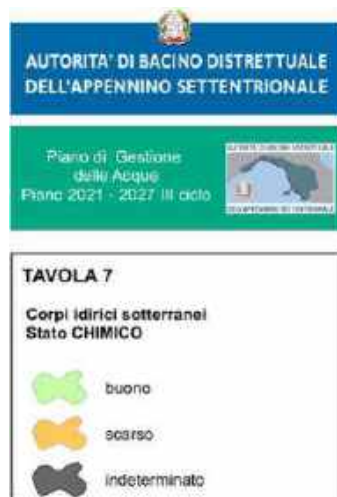 AUTORITA' DI BACINO DISTRETTUALE
DELL'APPENNINO SETTENTRIONALE
Piano di Gestione
delle Acque
Piano 2021 - 2027 III ciclo
TAVOLA 7
Corpi idirici sotterranei
Stato CHIMICO
buono
scarso
indeterminato